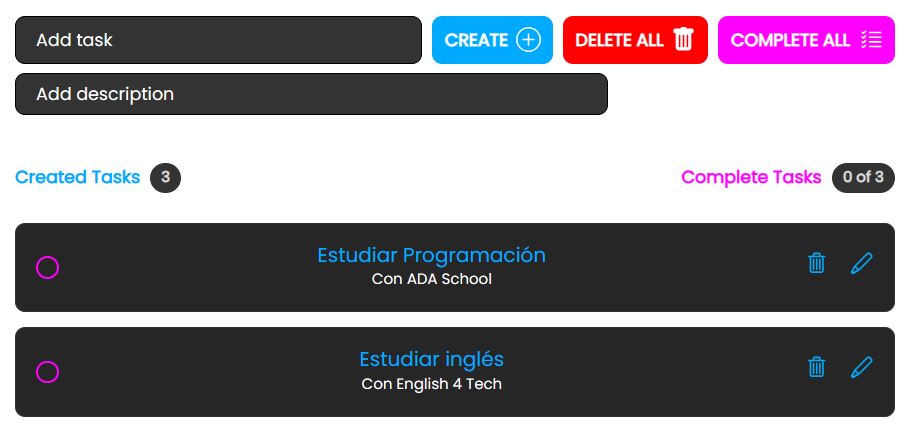 Add task
CREATE
DELETE ALL
COMPLETE ALL
Add description
Created Tasks 3
Complete Tasks 0 of 3
Estudiar Programación
Con ADA School
Estudiar inglés
Con English 4 Tech